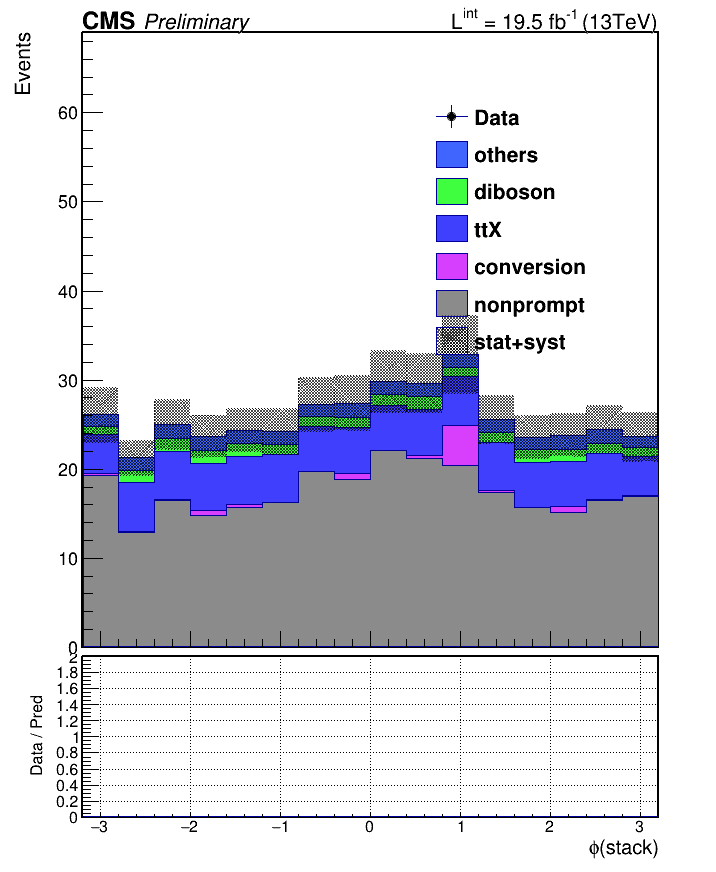 CMS Preliminary
L^int = 19.5 fb^-1 (13TeV)
Events
60
50
40
30
20
10
0
Data
others
diboson
ttX
conversion
nonprompt
stat+syst
Data / Pred
2
1.8
1.6
1.4
1.2
1
0.8
0.6
0.4
0.2
0
−3 −2 −1 0 1 2 3
ϕ(stack)